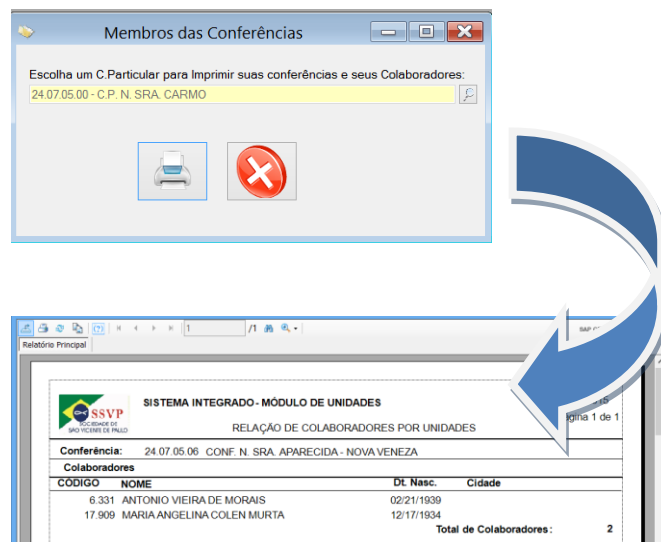 Membros das Conferências
Escolha um C.Particular para Imprimir suas conferências e seus Colaboradores:
24.07.05.00 - C.P. N. SRA. CARMO
1 /1
Relatório Principal
SSVP
SOCIEDADE DE
SÃO VICENTE DE PAULO
SISTEMA INTEGRADO - MÓDULO DE UNIDADES
RELAÇÃO DE COLABORADORES POR UNIDADES
1 de 1
Conferência: 24.07.05.06 CONF. N. SRA. APARECIDA - NOVA VENEZA
Colaboradores
CÓDIGO NOME Dt. Nasc. Cidade
6.331 ANTONIO VIEIRA DE MORAIS 02/21/1939
17.909 MARIA ANGELINA COLEN MURTA 12/17/1934
Total de Colaboradores: 2